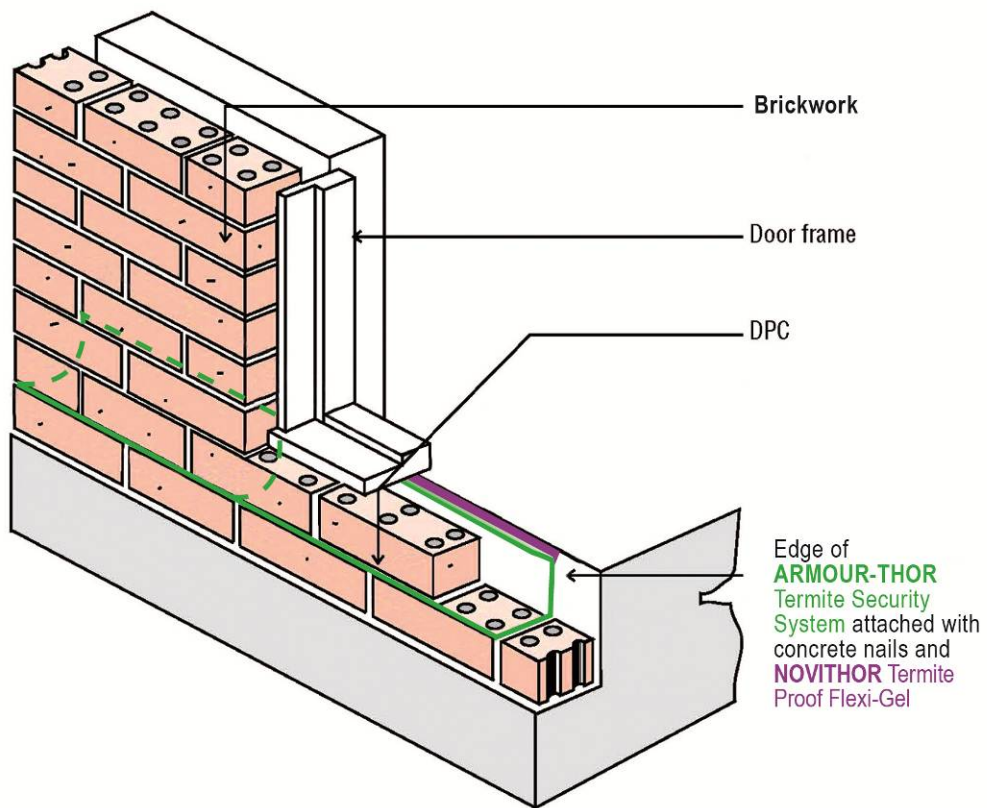 Brickwork
Door frame
DPC
Edge of
ARMOUR-THOR
Termite Security
System attached with
concrete nails and
NOVITHOR Termite
Proof Flexi-Gel